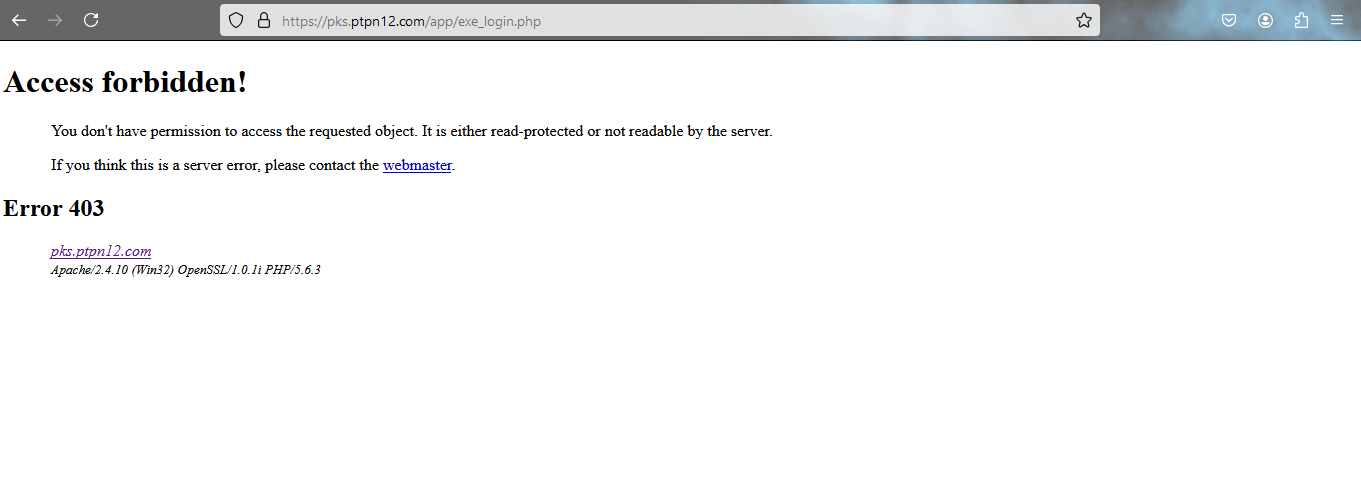 https://pks.ptpn12.com/app/exe_login.php
Access forbidden!
You don't have permission to access the requested object. It is either read-protected or not readable by the server.
If you think this is a server error, please contact the webmaster.
Error 403
pks.ptpn12.com
Apache/2.4.10 (Win32) OpenSSL/1.0.1i PHP/5.6.3